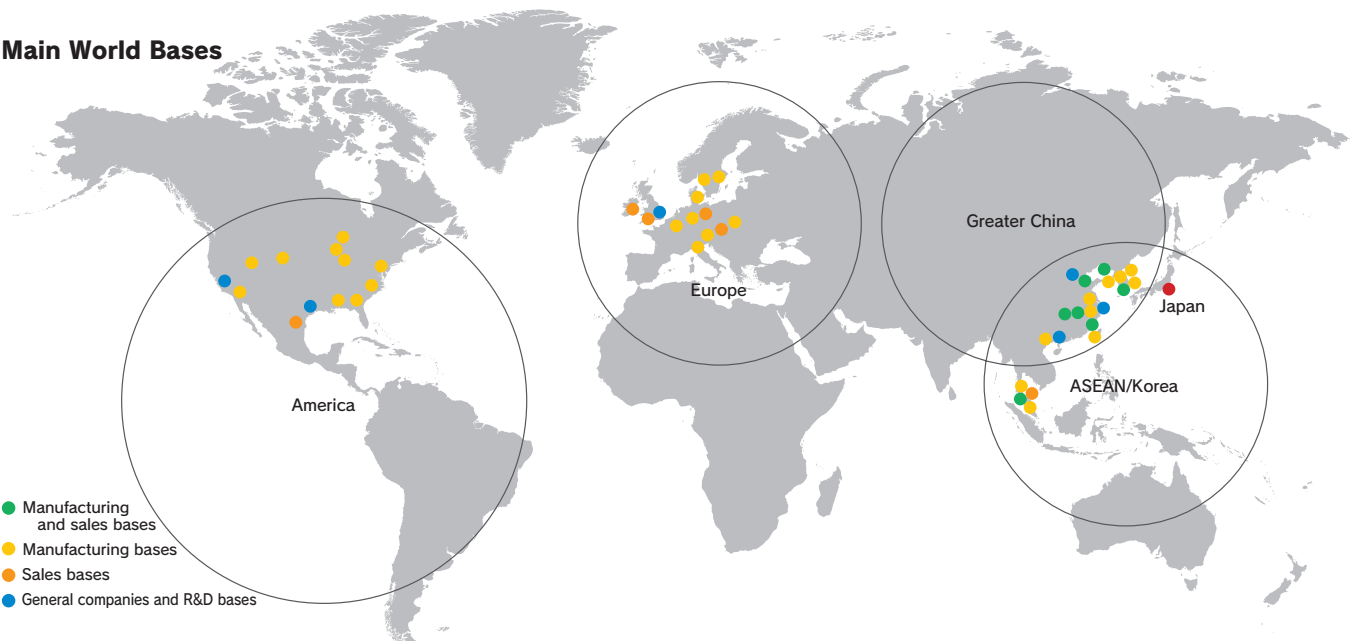 Main World Bases
Greater China
Europe
Japan
ASEAN/Korea
America
Manufacturing
and sales bases
Manufacturing bases
Sales bases
General companies and R&D bases